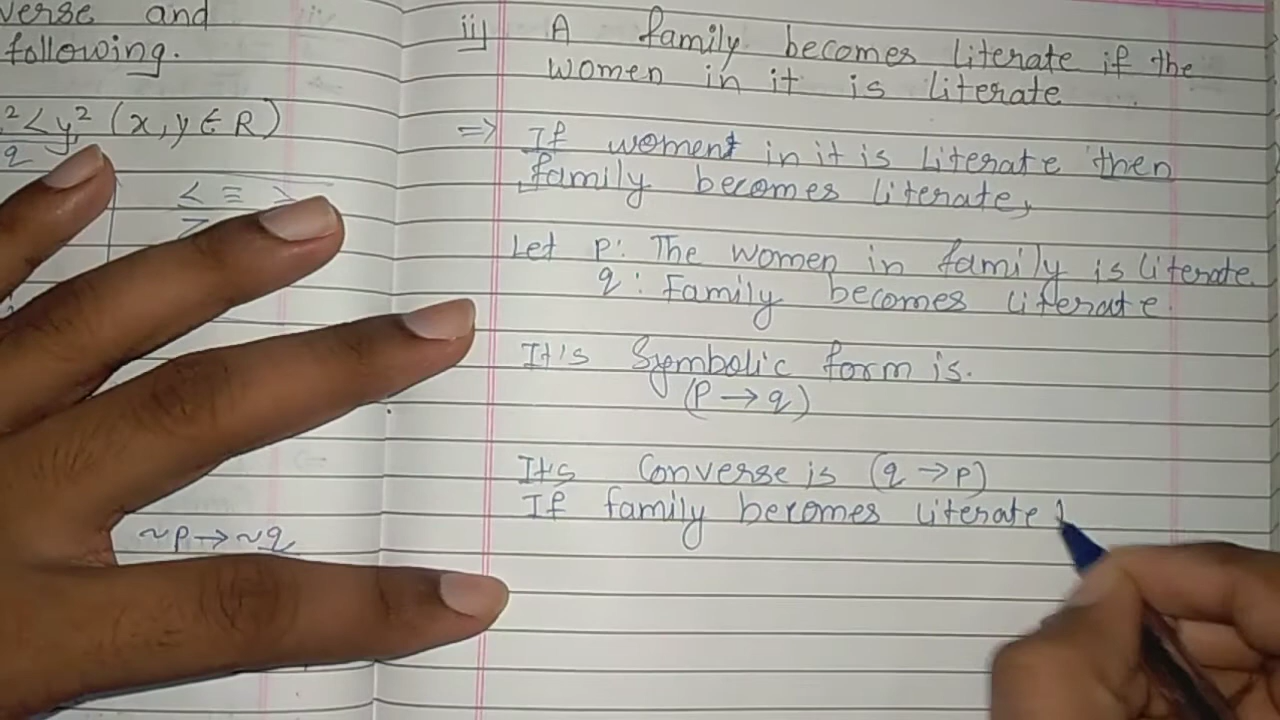 verse and
following.
² < y² (x, y ∈ R)
q
< ≡ >
~p → ~q
ii) A family becomes literate if the
women in it is literate
⇒ If woment in it is literate then
family becomes literate,
Let p: The women in family is literate.
q: Family becomes literate.
It's Symbolic form is.
(P → q)
It's Converse is (q → p)
If family becomes literate